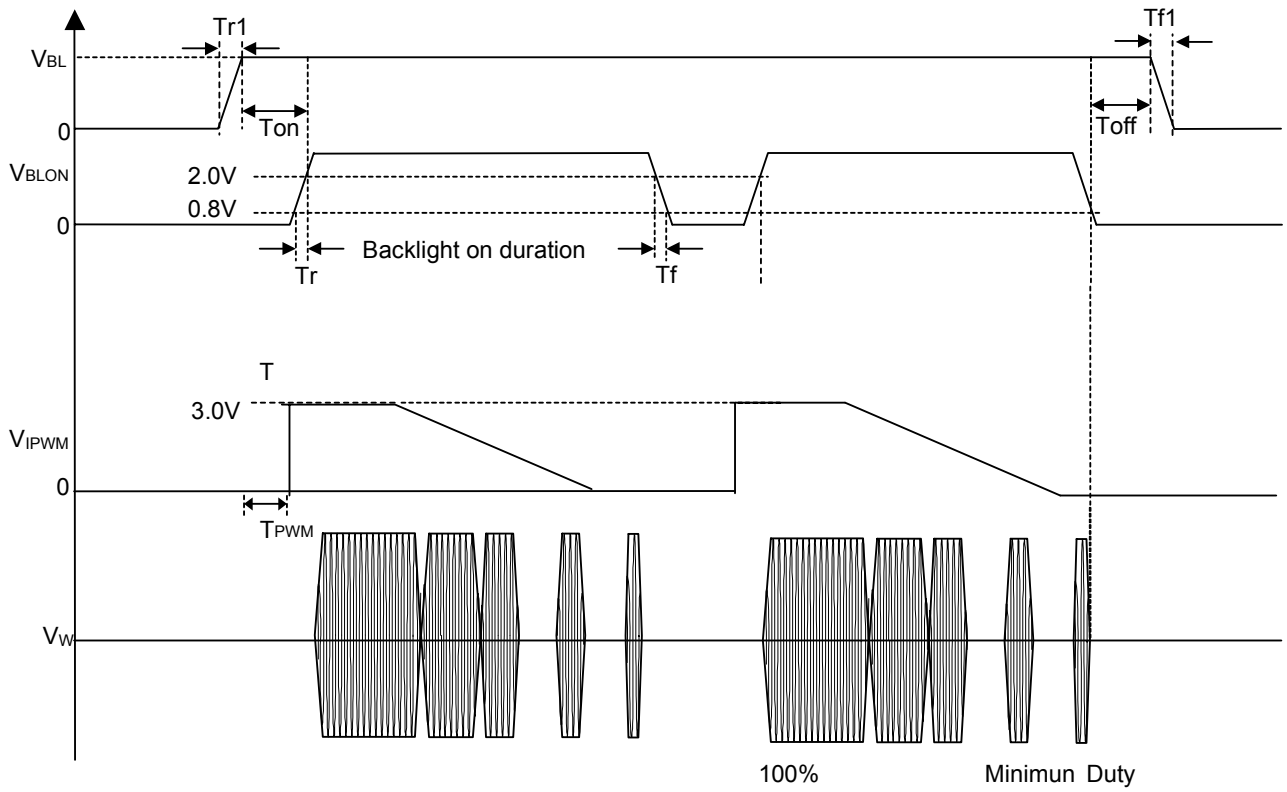 Tr1
Tf1
VBL
Ton
Toff
0
VBLON
2.0V
0.8V
0
Backlight on duration
Tr
Tf
T
3.0V
VIPWM
0
TPWM
VW
100%
Minimun Duty